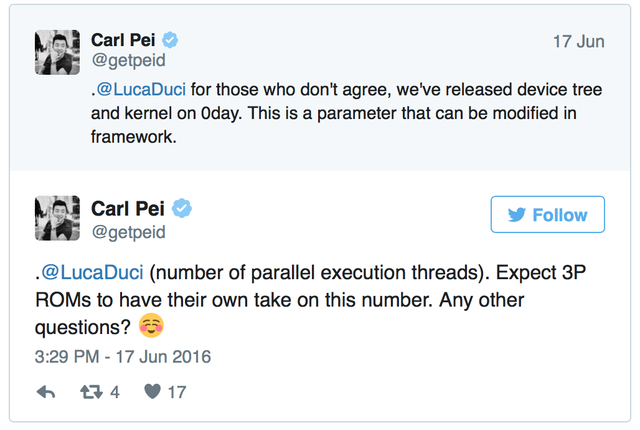 Carl Pei
17 Jun
@getpeid
.@LucaDuci for those who don't agree, we've released device tree
and kernel on 0day. This is a parameter that can be modified in
framework.
Carl Pei
Follow
@getpeid
.@LucaDuci (number of parallel execution threads). Expect 3P
ROMs to have their own take on this number. Any other
questions? ☺️
3:29 PM - 17 Jun 2016
4 17